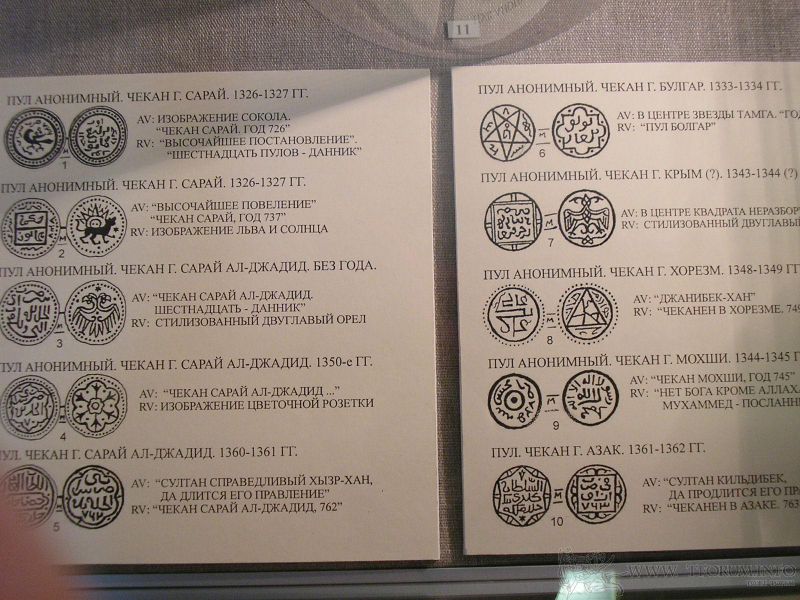 11
ПУЛ АНОНИМНЫЙ. ЧЕКАН Г. САРАЙ. 1326-1327 ГГ.
AV: ИЗОБРАЖЕНИЕ СОКОЛА.
"ЧЕКАН САРАЙ. ГОД 726"
RV: "ВЫСОЧАЙШЕЕ ПОСТАНОВЛЕНИЕ".
"ШЕСТНАДЦАТЬ ПУЛОВ - ДАННИК"
М
1
ПУЛ АНОНИМНЫЙ. ЧЕКАН Г. САРАЙ. 1326-1327 ГГ.
AV: "ВЫСОЧАЙШЕЕ ПОВЕЛЕНИЕ"
"ЧЕКАН САРАЙ, ГОД 737"
RV: ИЗОБРАЖЕНИЕ ЛЬВА И СОЛНЦА
М
2
ПУЛ АНОНИМНЫЙ. ЧЕКАН Г. САРАЙ АЛ-ДЖАДИД. БЕЗ ГОДА.
AV: "ЧЕКАН САРАЙ АЛ-ДЖАДИД.
ШЕСТНАДЦАТЬ - ДАННИК"
RV: СТИЛИЗОВАННЫЙ ДВУГЛАВЫЙ ОРЕЛ
М
3
ПУЛ АНОНИМНЫЙ. ЧЕКАН Г. САРАЙ АЛ-ДЖАДИД. 1350-е ГГ.
AV: "ЧЕКАН САРАЙ АЛ-ДЖАДИД ..."
RV: ИЗОБРАЖЕНИЕ ЦВЕТОЧНОЙ РОЗЕТКИ
М
4
ПУЛ. ЧЕКАН Г. САРАЙ АЛ-ДЖАДИД. 1360-1361 ГГ.
AV: "СУЛТАН СПРАВЕДЛИВЫЙ ХЫЗР-ХАН,
ДА ДЛИТСЯ ЕГО ПРАВЛЕНИЕ"
RV: "ЧЕКАН САРАЙ АЛ-ДЖАДИД, 762"
5
ПУЛ АНОНИМНЫЙ. ЧЕКАН Г. БУЛГАР. 1333-1334 ГГ.
AV: В ЦЕНТРЕ ЗВЕЗДЫ ТАМГА. "ГОД
RV: "ПУЛ БОЛГАР"
М
6
ПУЛ АНОНИМНЫЙ. ЧЕКАН Г. КРЫМ (?). 1343-1344 (?)
AV: В ЦЕНТРЕ КВАДРАТА НЕРАЗБОР
RV: СТИЛИЗОВАННЫЙ ДВУГЛАВЫЙ
М
7
ПУЛ АНОНИМНЫЙ. ЧЕКАН Г. ХОРЕЗМ. 1348-1349 ГГ.
AV: "ДЖАНИБЕК-ХАН"
RV: "ЧЕКАНЕН В ХОРЕЗМЕ. 749
М
8
ПУЛ АНОНИМНЫЙ. ЧЕКАН Г. МОХШИ. 1344-1345 ГГ
AV: "ЧЕКАН МОХШИ, ГОД 745"
RV: "НЕТ БОГА КРОМЕ АЛЛАХА
МУХАММЕД - ПОСЛАНН
М
9
ПУЛ. ЧЕКАН Г. АЗАК. 1361-1362 ГГ.
AV: "СУЛТАН КИЛЬДИБЕК,
ДА ПРОДЛИТСЯ ЕГО ПРА
RV: "ЧЕКАНЕН В АЗАКЕ. 763
М
10